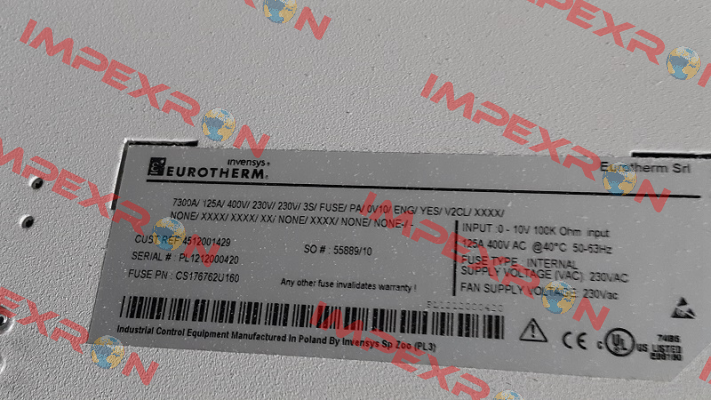 IMPEXRON
IMPEXRON
IMPEXRON
IMPEXRON
IMPEXRON
invensys
EUROTHERM
Eurotherm Srl
7300A/ 125A/ 400V/ 230V/ 230V/ 3S/ FUSE/ PA/ 0V10/ ENG/ YES/ V2CL/ XXXX/
NONE/ XXXX/ XXXX/ XX/ NONE/ XXXX/ NONE/ NONE-/ -
CUST REF 4512001429
SO # : 55889/10
SERIAL # : PL1212000420
FUSE PN : CS176762U160
Any other fuse invalidates warranty !
INPUT : 0 - 10V 100K Ohm input
125A 400V AC @40°C 50-63Hz
FUSE TYPE : INTERNAL
SUPPLY VOLTAGE (VAC) 230VAC
FAN SUPPLY VOLTAGE : 230Vac
Industrial Control Equipment Manufactured In Poland By Invensys Sp Zoo (PL3)
CE
c UL US
74B5
LISTED